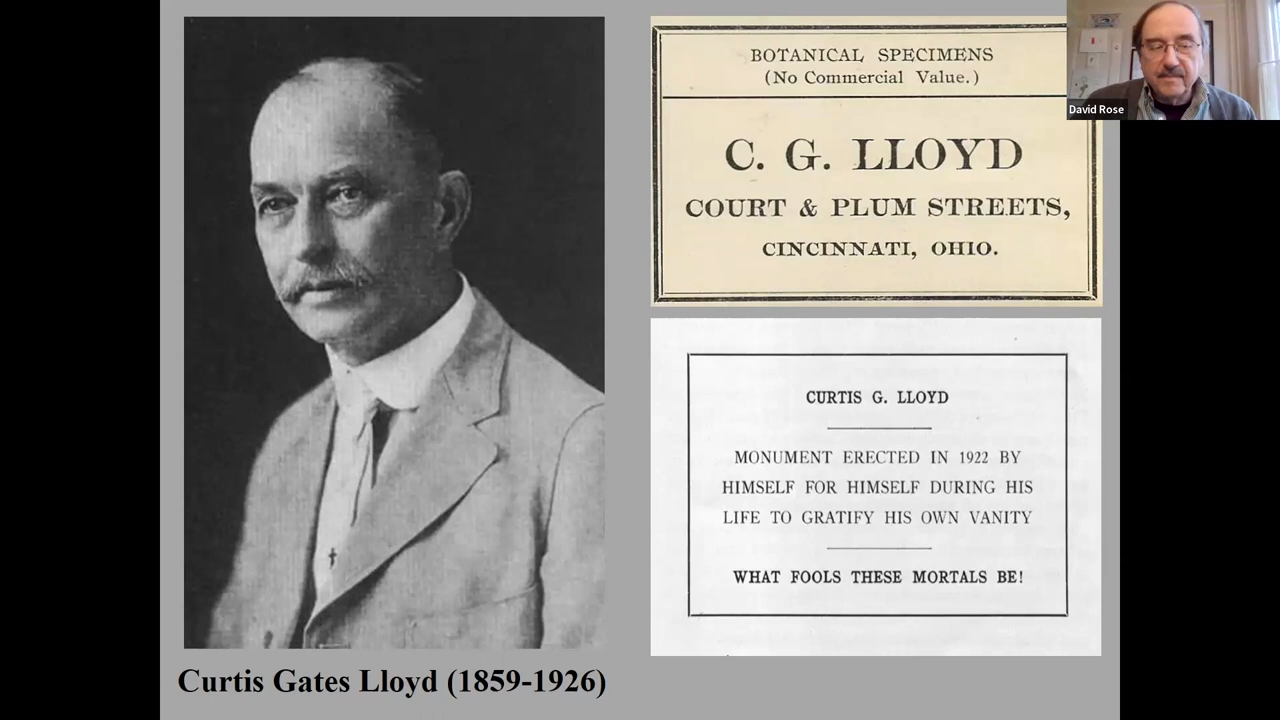 BOTANICAL SPECIMENS
(No Commercial Value.)
C. G. LLOYD
COURT & PLUM STREETS,
CINCINNATI, OHIO.
David Rose
CURTIS G. LLOYD
MONUMENT ERECTED IN 1922 BY
HIMSELF FOR HIMSELF DURING HIS
LIFE TO GRATIFY HIS OWN VANITY
WHAT FOOLS THESE MORTALS BE!
Curtis Gates Lloyd (1859-1926)